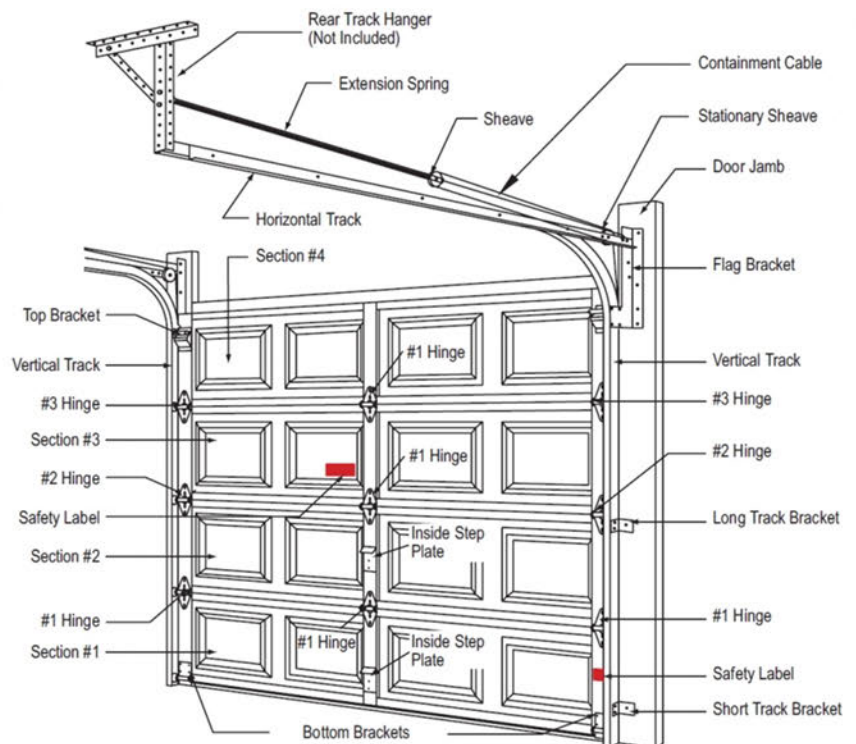 Rear Track Hanger
(Not Included)
Containment Cable
Extension Spring
Sheave
Stationary Sheave
Door Jamb
Horizontal Track
Section #4
Flag Bracket
Top Bracket
#1 Hinge
Vertical Track
Vertical Track
#3 Hinge
#3 Hinge
Section #3
#1 Hinge
#2 Hinge
#2 Hinge
Safety Label
Long Track Bracket
Inside Step
Plate
Section #2
#1 Hinge
#1 Hinge
#1 Hinge
Inside Step
Plate
Section #1
Safety Label
Short Track Bracket
Bottom Brackets